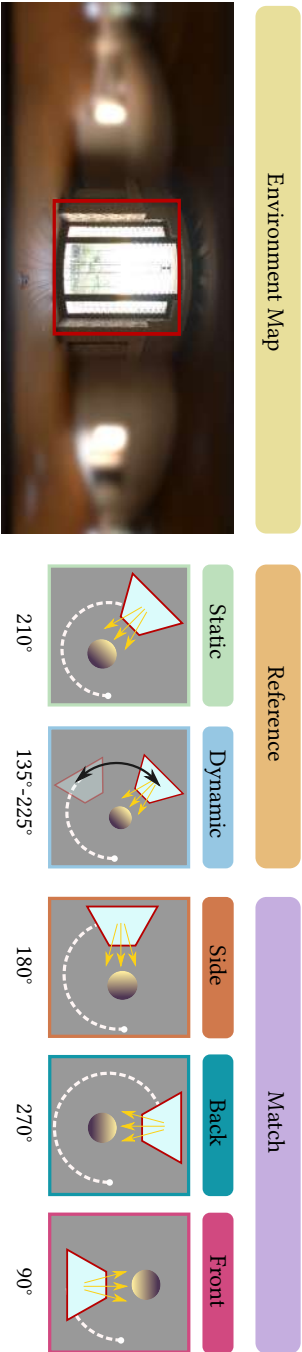 Environment Map
Reference
Match
Static
Dynamic
Side
Back
Front
210°
135°-225°
180°
270°
90°